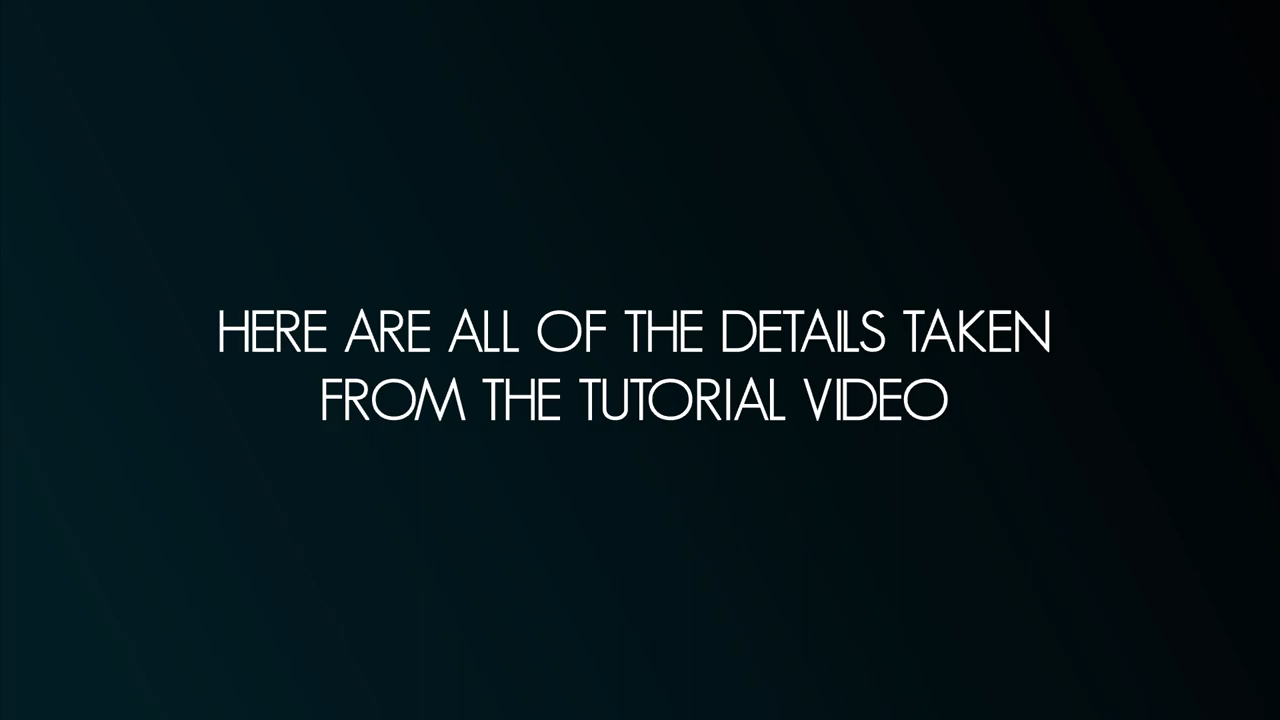 HERE ARE ALL OF THE DETAILS TAKEN
FROM THE TUTORIAL VIDEO